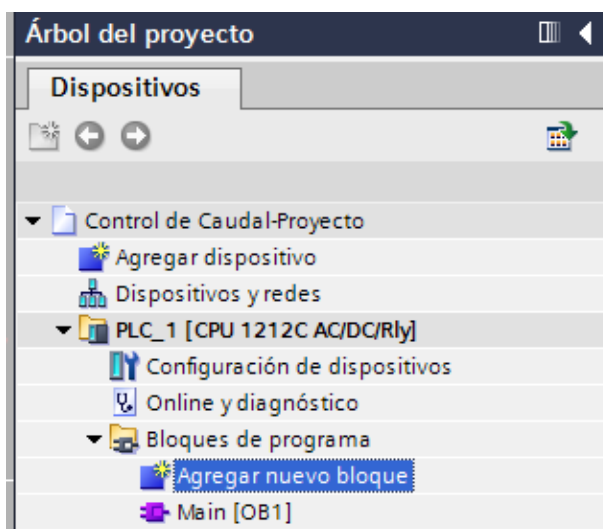 Árbol del proyecto
Dispositivos
Control de Caudal-Proyecto
Agregar dispositivo
Dispositivos y redes
PLC_1 [CPU 1212C AC/DC/Rly]
Configuración de dispositivos
Online y diagnóstico
Bloques de programa
Agregar nuevo bloque
Main [OB1]